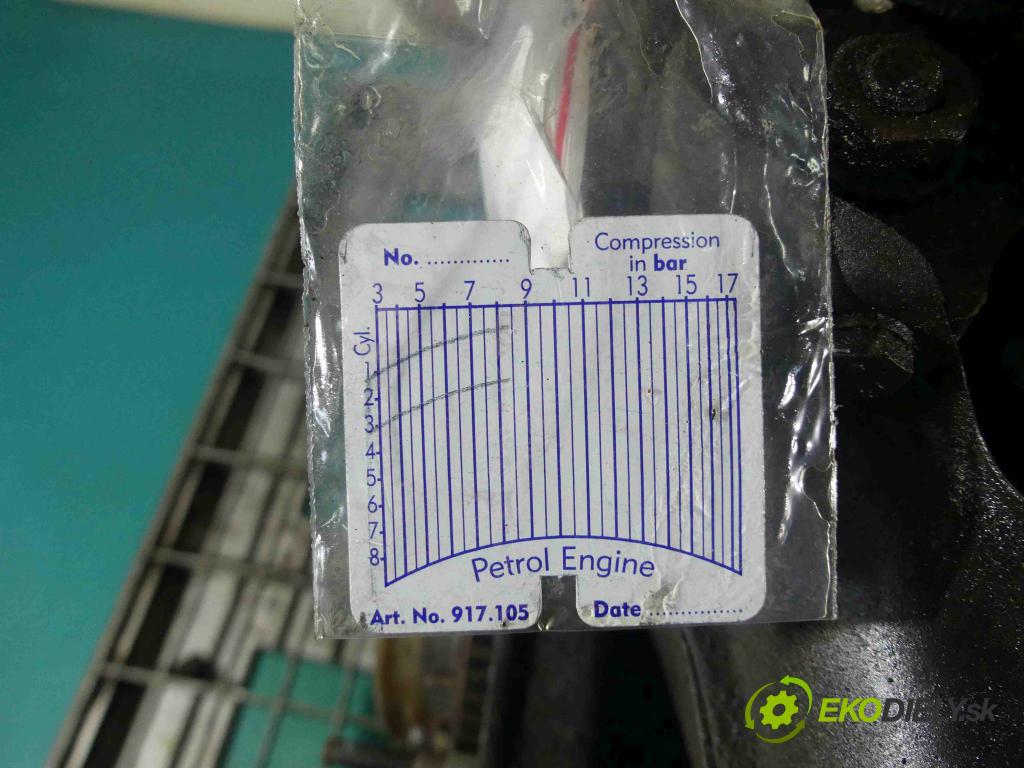 No. ..............
Compression
in bar
3 5 7 9 11 13 15 17
Cyl.
1
2
3
4
5
6
7
8
Petrol Engine
Art. No. 917.105
Date ................
EKODIELY.sk